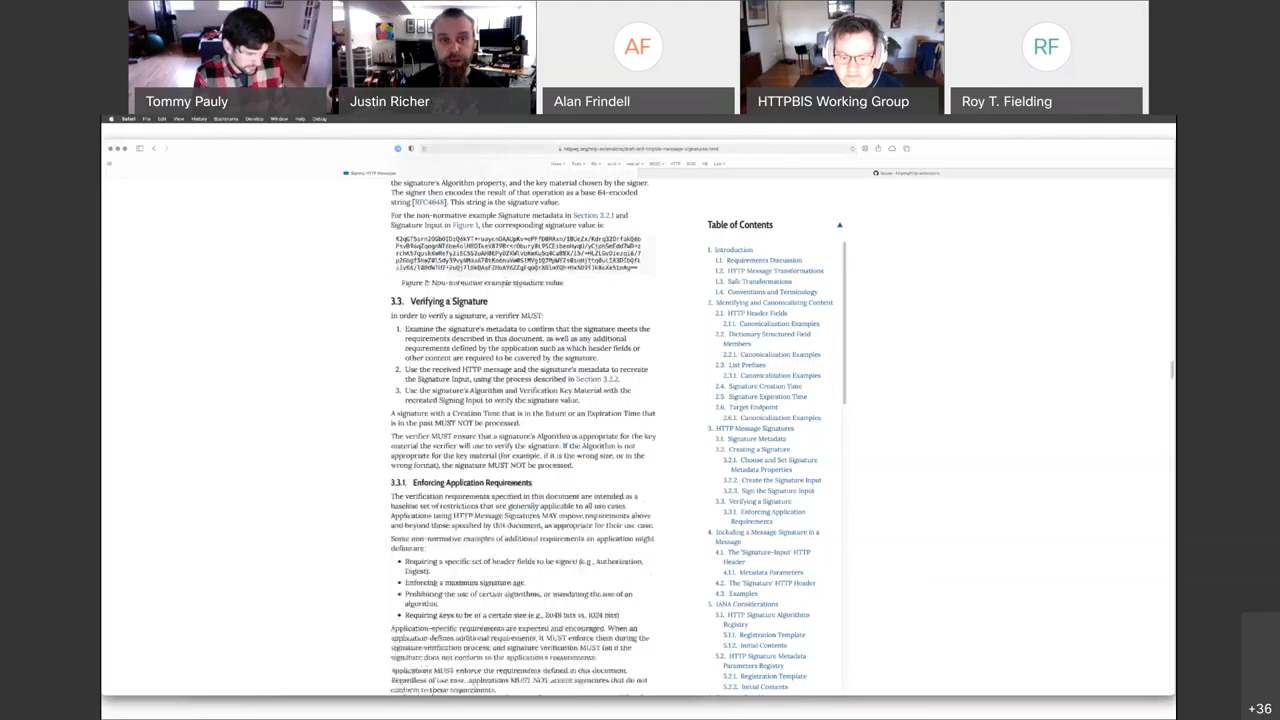 AF
RF
Tommy Pauly
Justin Richer
Alan Frindell
HTTPBIS Working Group
Roy T. Fielding
Safari File Edit View History Bookmarks Develop Window Help Debug
Signing HTTP Messages
the signature's Algorithm property, and the key material chosen by the signer.
The signer then encodes the result of that operation as a base 64-encoded
string [RFC4648]. This string is the signature value.
For the non-normative example Signature metadata in Section 3.2.1 and
Signature Input in Figure 1, the corresponding signature value is:
Figure 2: Non-normative example signature value
3.3. Verifying a Signature
In order to verify a signature, a verifier MUST:
1. Examine the signature's metadata to confirm that the signature meets the
requirements described in this document, as well as any additional
requirements defined by the application such as which header fields or
other content are required to be covered by the signature.
2. Use the received HTTP message and the signature's metadata to recreate
the Signature Input, using the process described in Section 3.2.2.
3. Use the signature's Algorithm and Verification Key Material with the
recreated Signing Input to verify the signature value.
A signature with a Creation Time that is in the future or an Expiration Time that
is in the past MUST NOT be processed.
The verifier MUST ensure that a signature's Algorithm is appropriate for the key
material the verifier will use to verify the signature. If the Algorithm is not
appropriate for the key material (for example, if it is the wrong size, or in the
wrong format), the signature MUST NOT be processed.
3.3.1. Enforcing Application Requirements
The verification requirements specified in this document are intended as a
baseline set of restrictions that are generally applicable to all use cases.
Applications using HTTP Message Signatures MAY impose requirements above
and beyond those specified by this document, as appropriate for their use case.
Some non-normative examples of additional requirements an application might
define are:
• Requiring a specific set of header fields to be signed (e.g., Authorization,
Digest).
• Enforcing a maximum signature age.
• Prohibiting the use of certain algorithms, or mandating the use of an
algorithm.
• Requiring keys to be of a certain size (e.g., 2048 bits vs. 1024 bits)
Application-specific requirements are expected and encouraged. When an
application defines additional requirements, it MUST enforce them during the
signature verification process, and signature verification MUST fail if the
signature does not conform to the application's requirements.
Applications MUST enforce the requirements defined in this document.
Regardless of use case, applications MUST NOT accept signatures that do not
conform to these requirements.
Table of Contents
1. Introduction
1.1. Requirements Discussion
1.2. HTTP Message Transformations
1.3. Safe Transformations
1.4. Conventions and Terminology
2. Identifying and Canonicalizing Content
2.1. HTTP Header Fields
2.1.1. Canonicalization Examples
2.2. Dictionary Structured Field
Members
2.2.1. Canonicalization Examples
2.3. List Prefixes
2.3.1. Canonicalization Examples
2.4. Signature Creation Time
2.5. Signature Expiration Time
2.6. Target Endpoint
2.6.1. Canonicalization Examples
3. HTTP Message Signatures
3.1. Signature Metadata
3.2. Creating a Signature
3.2.1. Choose and Set Signature
Metadata Properties
3.2.2. Create the Signature Input
3.2.3. Sign the Signature Input
3.3. Verifying a Signature
3.3.1. Enforcing Application
Requirements
4. Including a Message Signature in a
Message
4.1. The 'Signature-Input' HTTP
Header
4.1.1. Metadata Parameters
4.2. The 'Signature' HTTP Header
4.3. Examples
5. IANA Considerations
5.1. HTTP Signature Algorithms
Registry
5.1.1. Registration Template
5.1.2. Initial Contents
5.2. HTTP Signature Metadata
Parameters Registry
5.2.1. Registration Template
5.2.2. Initial Contents
+36